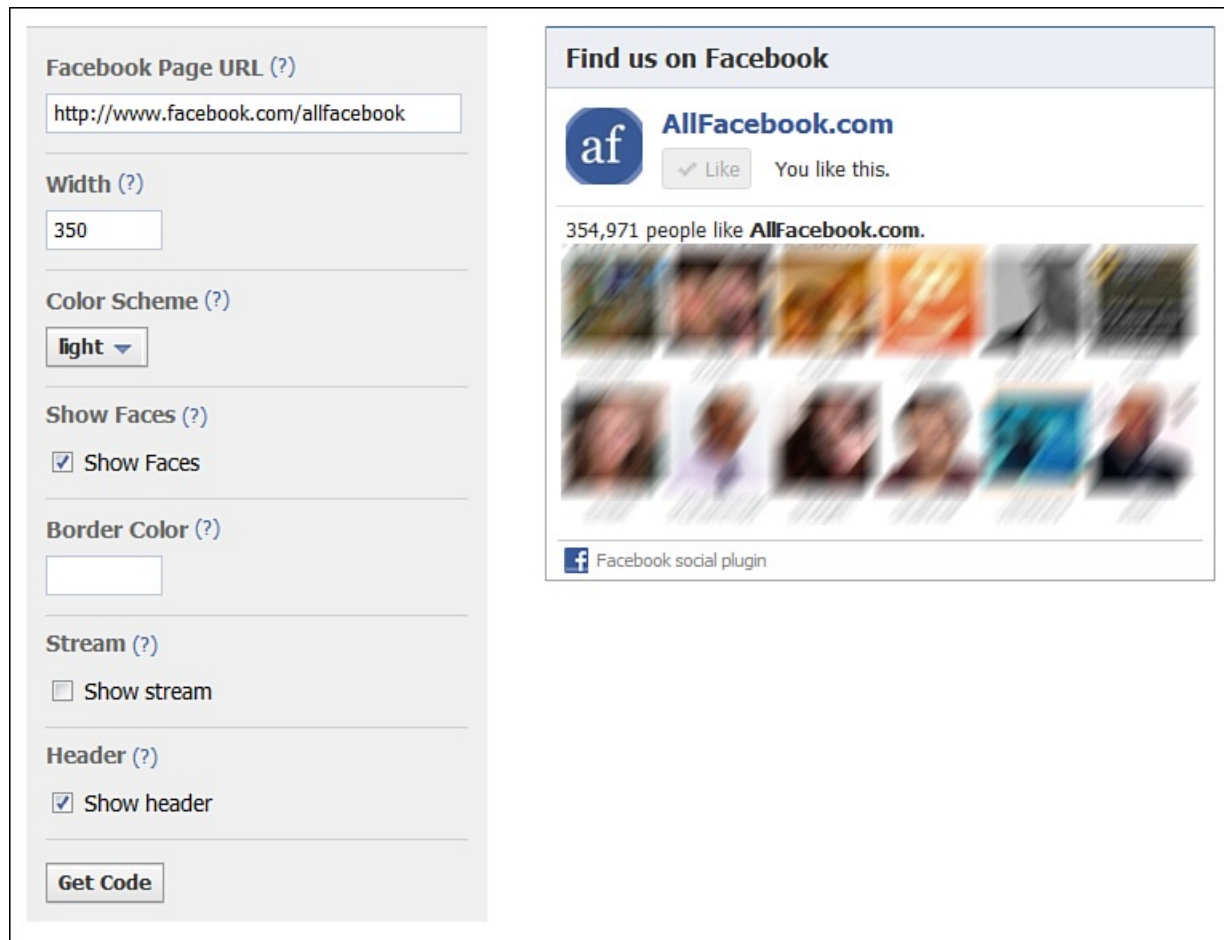 Facebook Page URL (?)
http://www.facebook.com/allfacebook
Width (?)
350
Color Scheme (?)
light
Show Faces (?)
Show Faces
Border Color (?)
Stream (?)
Show stream
Header (?)
Show header
Get Code
Find us on Facebook
af
AllFacebook.com
Like
You like this.
354,971 people like AllFacebook.com.
f
Facebook social plugin